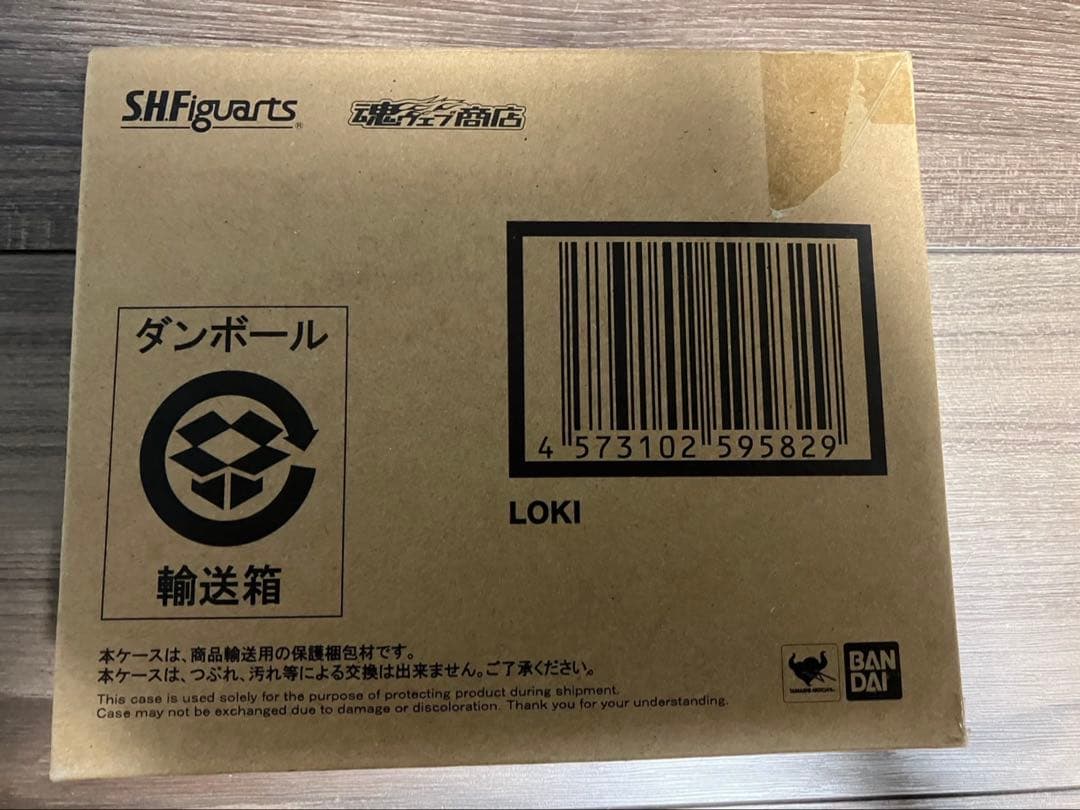 S.H.Figuarts®
魂ウェブ商店
4 573102 595829
LOKI
ダンボール
輸送箱
本ケースは、商品輸送用の保護梱包材です。
本ケースは、つぶれ、汚れ等による交換は出来ません。ご了承ください。
This case is used solely for the purpose of protecting product during shipment.
Case may not be exchanged due to damage or discoloration. Thank you for your understanding.
TAMASHII NATIONS
BAN
DAI